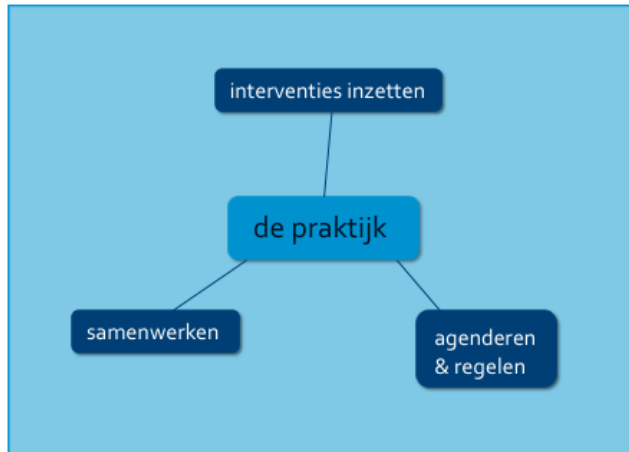 interventies inzetten
de praktijk
samenwerken
agenderen
& regelen